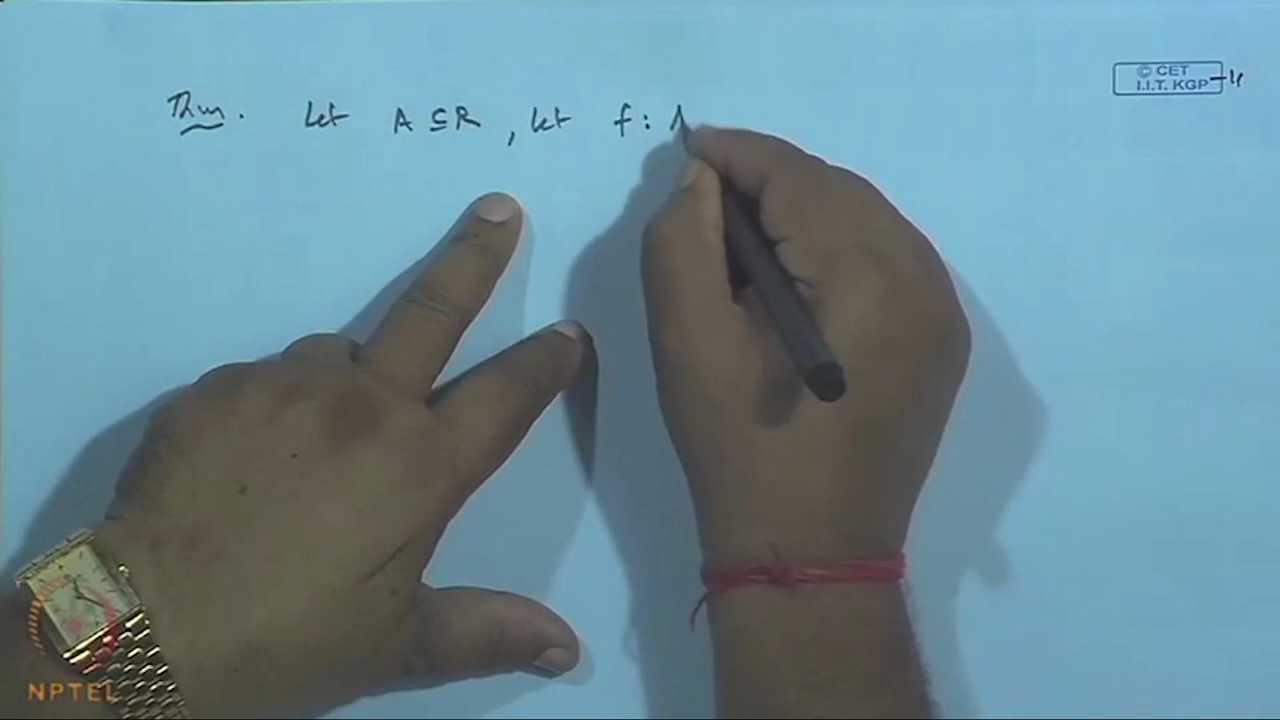 Thm. Let A ⊆ R, let f: A
© CET
I.I.T. KGP
NPTEL